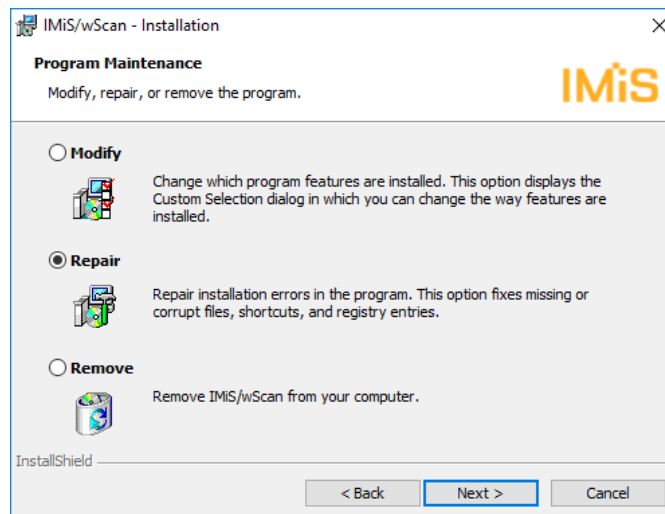 IMiS/wScan - Installation
Program Maintenance
Modify, repair, or remove the program.
IMiS
Modify
Change which program features are installed. This option displays the
Custom Selection dialog in which you can change the way features are
installed.
Repair
Repair installation errors in the program. This option fixes missing or
corrupt files, shortcuts, and registry entries.
Remove
Remove IMiS/wScan from your computer.
InstallShield
< Back
Next >
Cancel